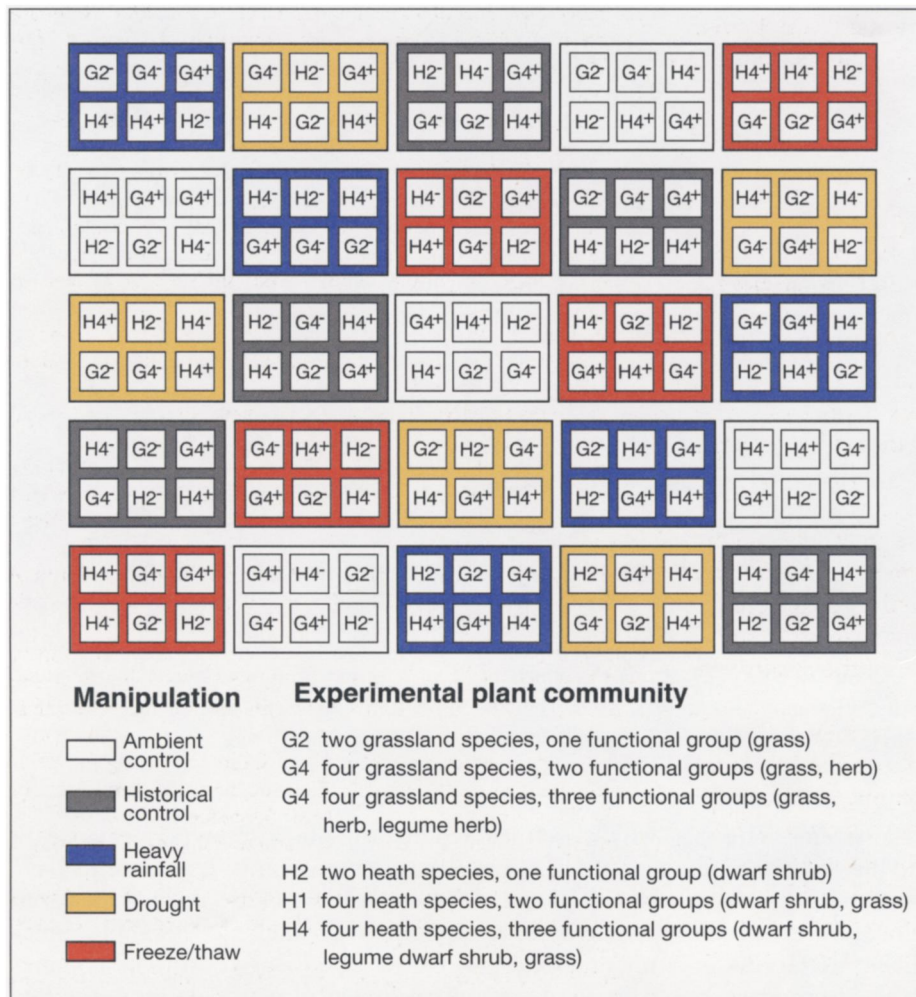 G2- G4- G4+ G4- H2- G4+ H2- H4- G4+ G2- G4- H4- H4+ H4- H2-
H4- H4+ H2- H4- G2- H4+ G4- G2- H4+ H2- H4+ G4+ G4- G2- G4+
H4+ G4+ G4+ H4- H2- H4+ H4- G2- G4+ G2- G4- G4+ H4+ G2- H4-
H2- G2- H4- G4+ G4- G2- H4+ G4- H2- H4- H2- H4+ G4- G4+ H2-
H4+ H2- H4- H2- G4- H4+ G4+ H4+ H2- H4- G2- H2- G4- G4+ H4-
G2- G4- H4+ H4- G2- G4+ H4- G2- G4- G4+ H4+ G4- H2- H4+ G2-
H4- G2- G4+ G4- H4+ H2- G2- H2- G4- G2- H4- G4- H4- H4+ G4-
G4- H2- H4+ G4+ G2- H4- H4- G4+ H4+ H2- G4+ H4+ G4+ H2- G2-
H4+ G4- G4+ G4+ H4- G2- H2- G2- G4- H2- G4+ H4- H4- G4- H4+
H4- G2- H2- G4- G4+ H2- H4+ G4+ H4- G4- G2- H4+ H2- G2- G4+
Manipulation
Ambient
control
Historical
control
Heavy
rainfall
Drought
Freeze/thaw
Experimental plant community
G2 two grassland species, one functional group (grass)
G4 four grassland species, two functional groups (grass, herb)
G4 four grassland species, three functional groups (grass,
herb, legume herb)
H2 two heath species, one functional group (dwarf shrub)
H1 four heath species, two functional groups (dwarf shrub, grass)
H4 four heath species, three functional groups (dwarf shrub,
legume dwarf shrub, grass)